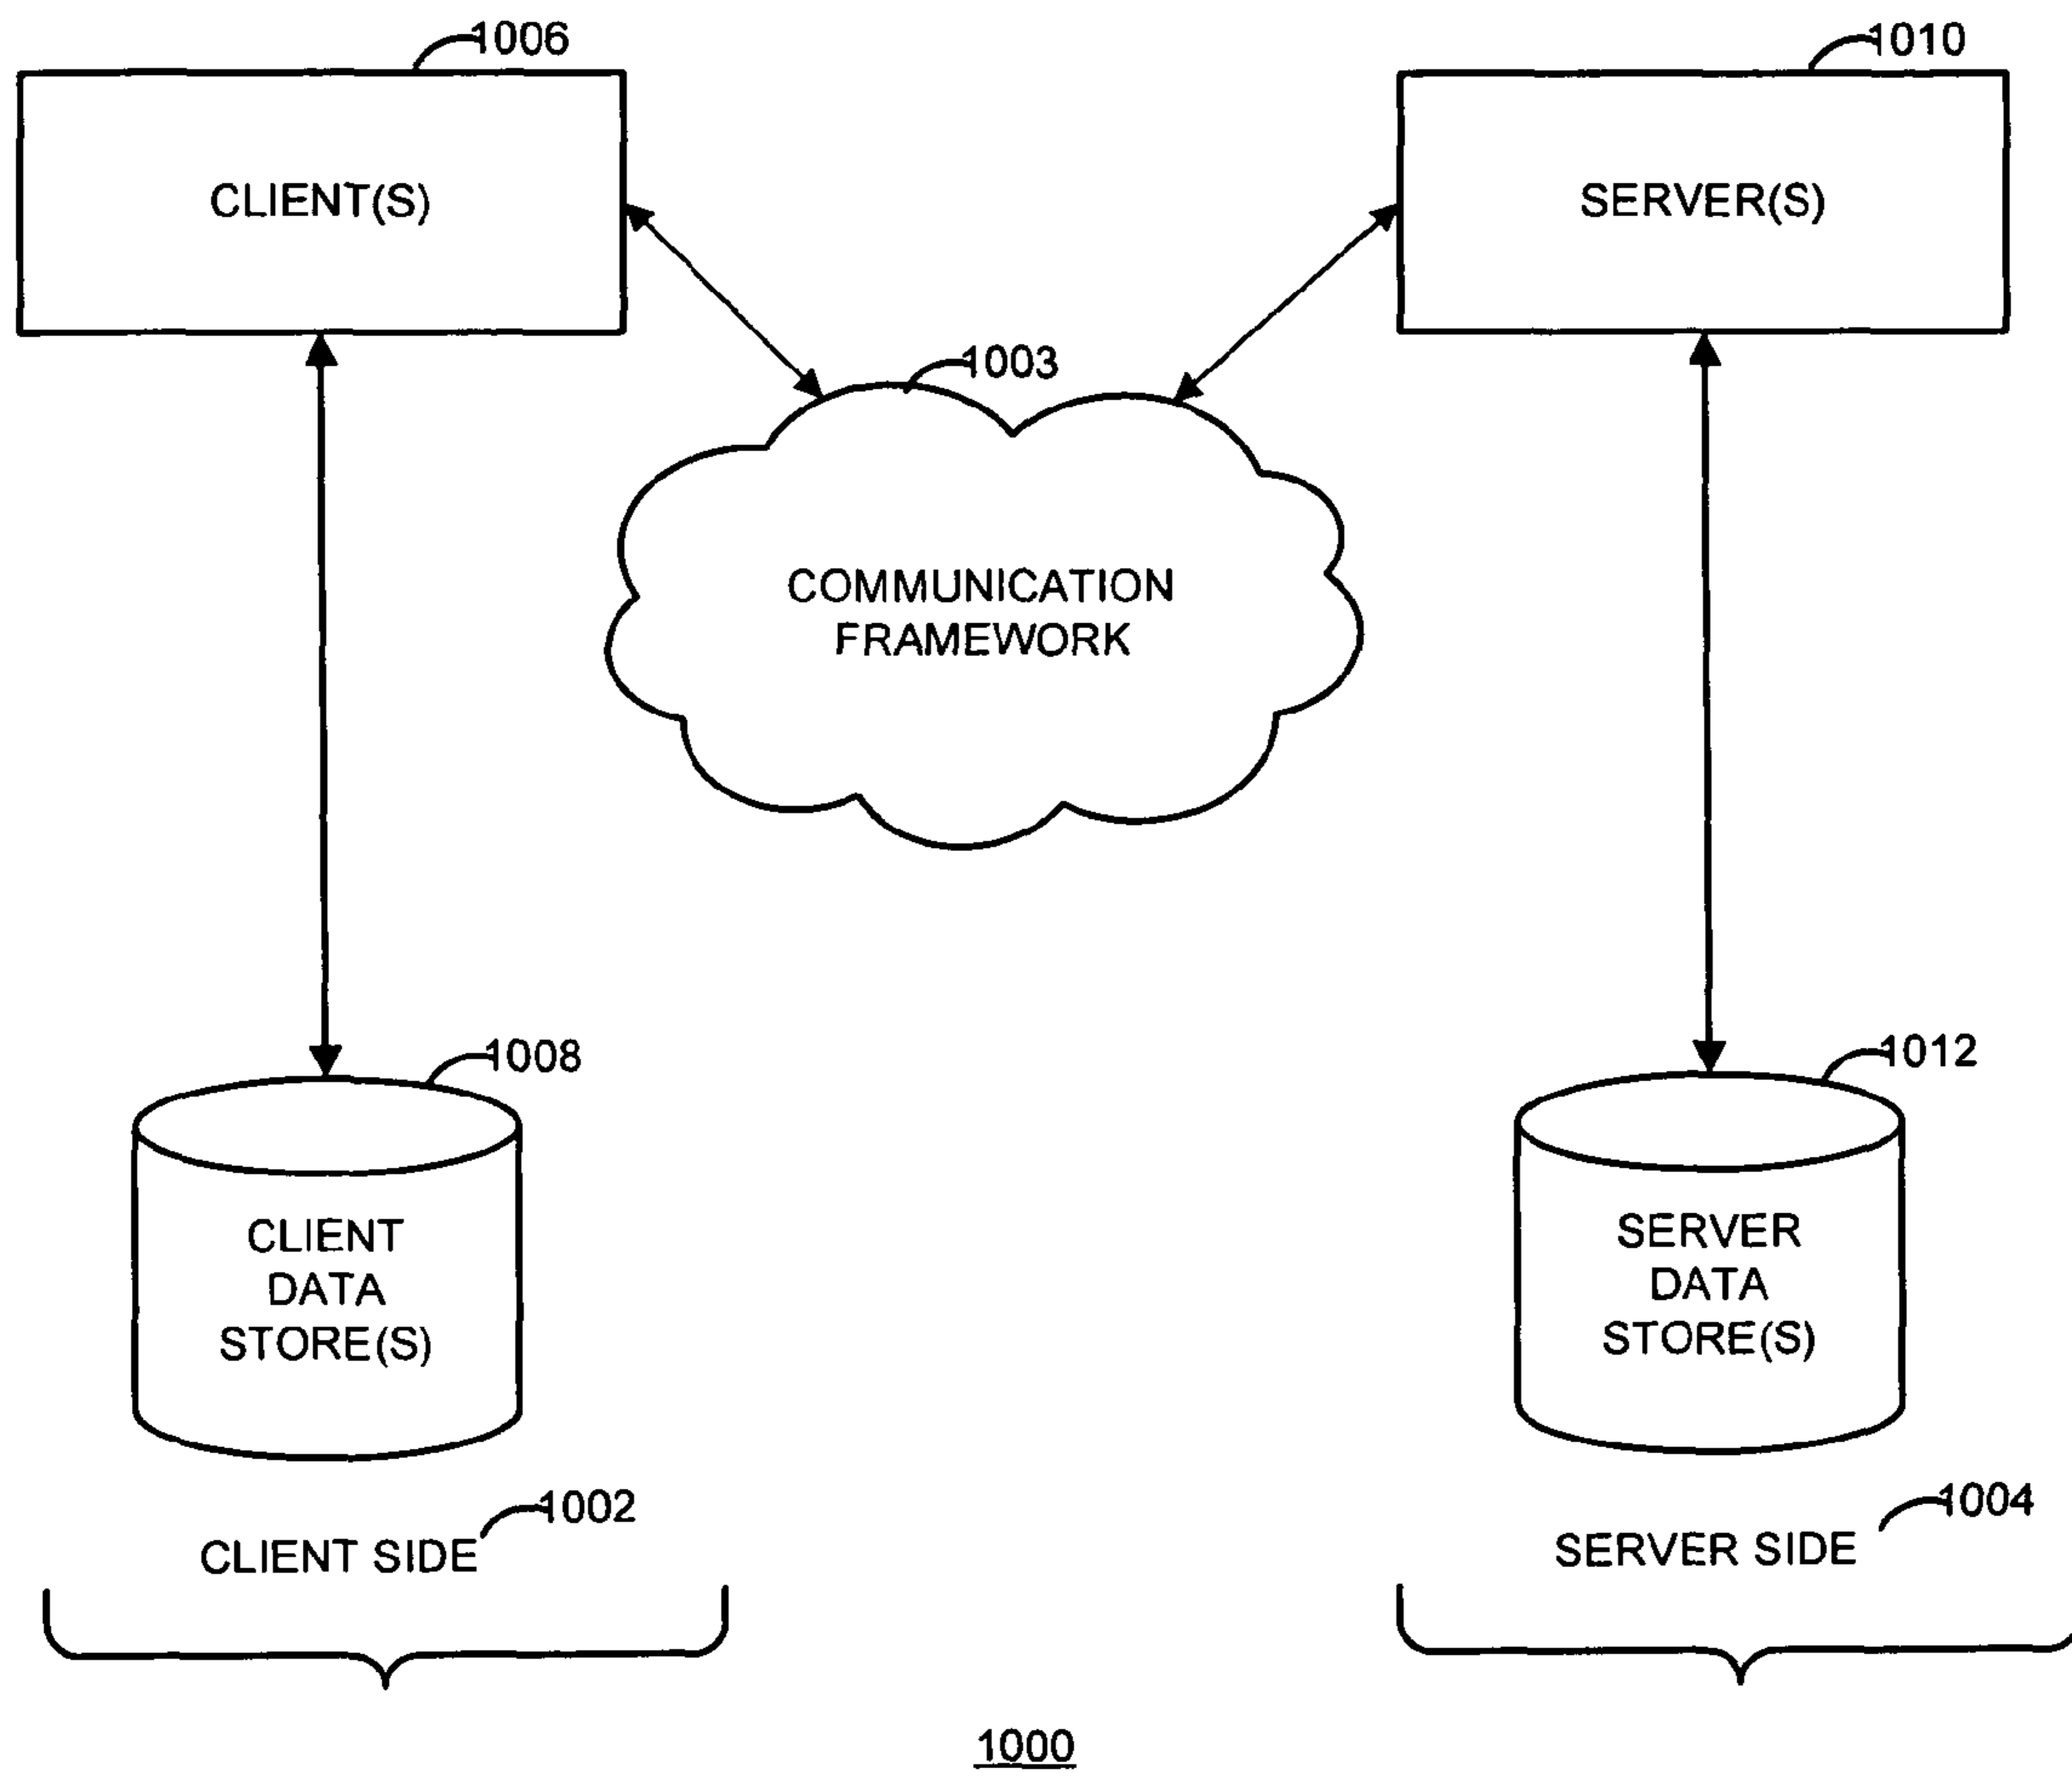 1006
1010
CLIENT(S)
SERVER(S)
1003
COMMUNICATION
FRAMEWORK
1008
1012
CLIENT
DATA
STORE(S)
SERVER
DATA
STORE(S)
1002
CLIENT SIDE
1004
SERVER SIDE
1000